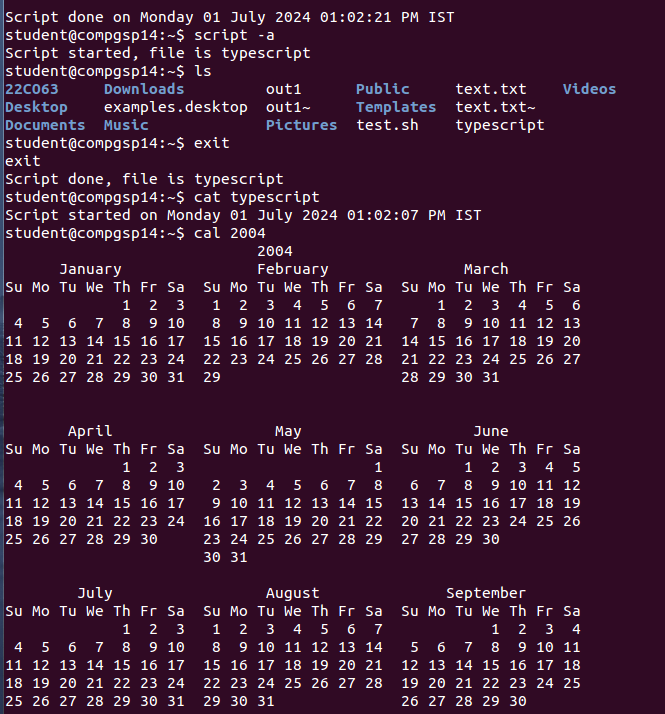 Script done on Monday 01 July 2024 01:02:21 PM IST
student@compgsp14:~$ script -a
Script started, file is typescript
student@compgsp14:~$ ls
22CO63     Downloads         out1      Public     text.txt    Videos
Desktop    examples.desktop  out1~     Templates  text.txt~
Documents  Music             Pictures  test.sh    typescript
student@compgsp14:~$ exit
exit
Script done, file is typescript
student@compgsp14:~$ cat typescript
Script started on Monday 01 July 2024 01:02:07 PM IST
student@compgsp14:~$ cal 2004
                            2004
      January               February               March
Su Mo Tu We Th Fr Sa  Su Mo Tu We Th Fr Sa  Su Mo Tu We Th Fr Sa
             1  2  3   1  2  3  4  5  6  7      1  2  3  4  5  6
 4  5  6  7  8  9 10   8  9 10 11 12 13 14   7  8  9 10 11 12 13
11 12 13 14 15 16 17  15 16 17 18 19 20 21  14 15 16 17 18 19 20
18 19 20 21 22 23 24  22 23 24 25 26 27 28  21 22 23 24 25 26 27
25 26 27 28 29 30 31  29                    28 29 30 31
       April                  May                   June
Su Mo Tu We Th Fr Sa  Su Mo Tu We Th Fr Sa  Su Mo Tu We Th Fr Sa
             1  2  3                     1         1  2  3  4  5
 4  5  6  7  8  9 10   2  3  4  5  6  7  8   6  7  8  9 10 11 12
11 12 13 14 15 16 17   9 10 11 12 13 14 15  13 14 15 16 17 18 19
18 19 20 21 22 23 24  16 17 18 19 20 21 22  20 21 22 23 24 25 26
25 26 27 28 29 30     23 24 25 26 27 28 29  27 28 29 30
                      30 31
        July                 August              September
Su Mo Tu We Th Fr Sa  Su Mo Tu We Th Fr Sa  Su Mo Tu We Th Fr Sa
             1  2  3   1  2  3  4  5  6  7            1  2  3  4
 4  5  6  7  8  9 10   8  9 10 11 12 13 14   5  6  7  8  9 10 11
11 12 13 14 15 16 17  15 16 17 18 19 20 21  12 13 14 15 16 17 18
18 19 20 21 22 23 24  22 23 24 25 26 27 28  19 20 21 22 23 24 25
25 26 27 28 29 30 31  29 30 31              26 27 28 29 30